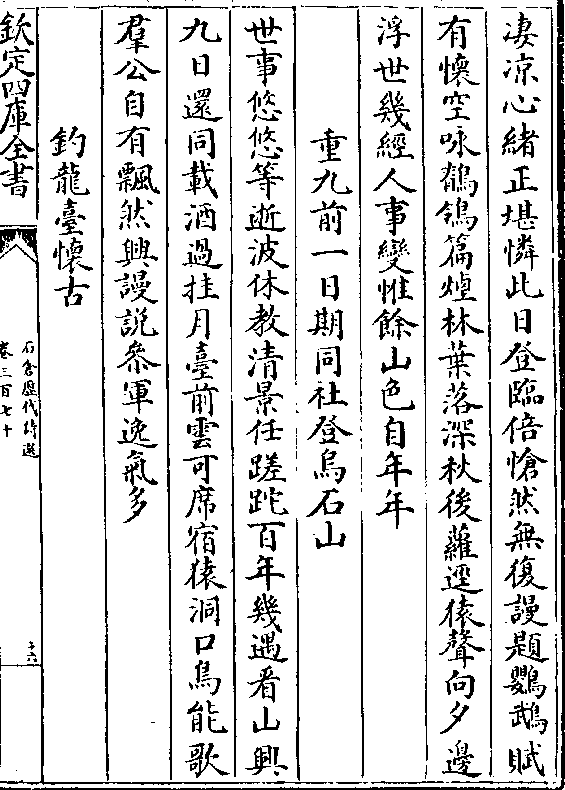 凄凉心緒正堪憐此日登臨倍愴然無復謾題鸚鵡賦
有懷空咏鶺鴒篇煙林葉落深秋後蘿逕猿聲向夕邊
浮世幾經人事變惟餘山色自年年
重九前一日期同社登烏石山
世事悠悠等逝波休教清景任蹉跎百年幾遇看山興
九日還同載酒過挂月臺前雲可席宿猿洞口鳥能歌
羣公自有飄然興謾説叅軍逸氣多
釣龍臺懷古
欽定四庫全書
石倉歴代詩選
卷三百七十
十六